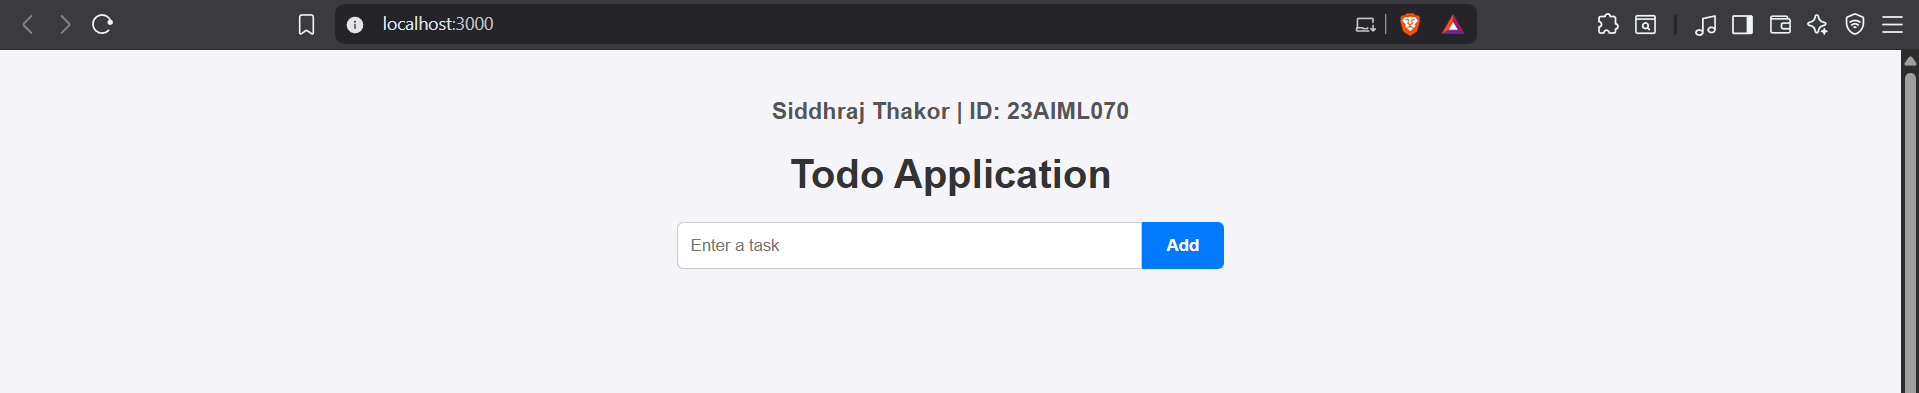 localhost:3000
Siddhraj Thakor | ID: 23AIML070
Todo Application
Enter a task
Add